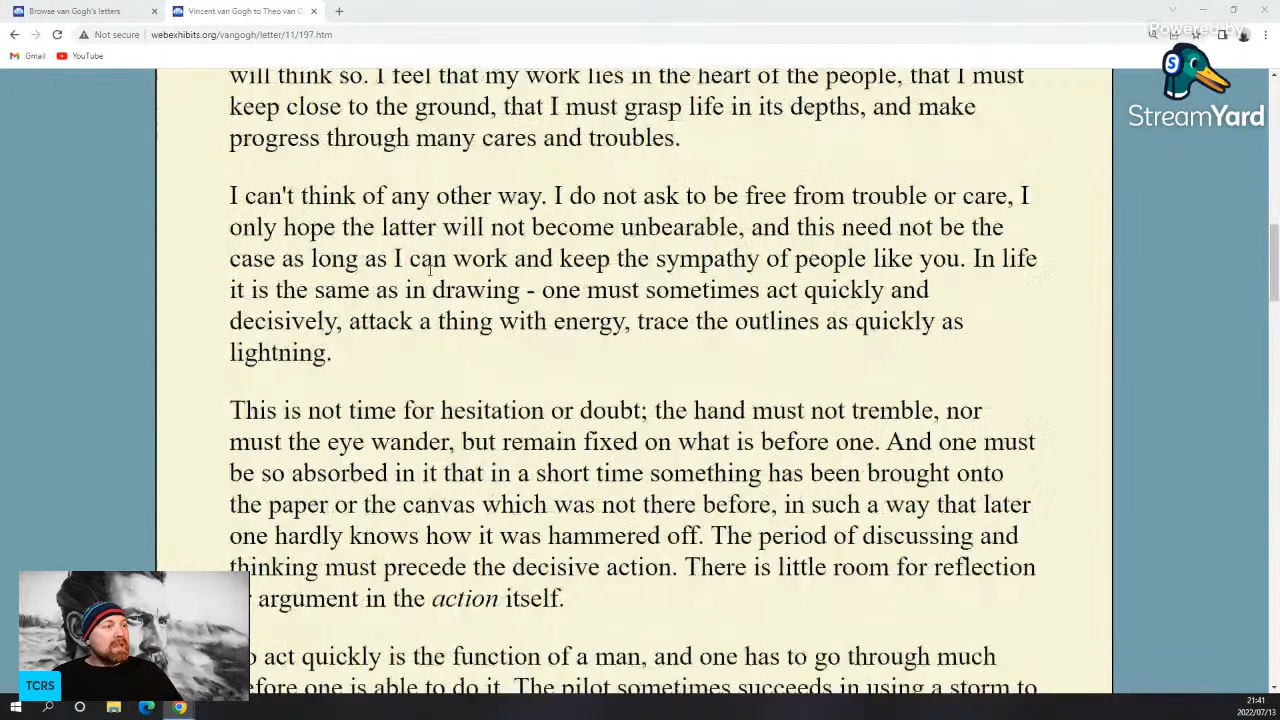 Browse van Gogh's letters
Vincent van Gogh to Theo van G
Not secure
webexhibits.org/vangogh/letter/11/197.htm
Powered by
Gmail
YouTube
StreamYard
will think so. I feel that my work lies in the heart of the people, that I must
keep close to the ground, that I must grasp life in its depths, and make
progress through many cares and troubles.
I can't think of any other way. I do not ask to be free from trouble or care, I
only hope the latter will not become unbearable, and this need not be the
case as long as I can work and keep the sympathy of people like you. In life
it is the same as in drawing - one must sometimes act quickly and
decisively, attack a thing with energy, trace the outlines as quickly as
lightning.
This is not time for hesitation or doubt; the hand must not tremble, nor
must the eye wander, but remain fixed on what is before one. And one must
be so absorbed in it that in a short time something has been brought onto
the paper or the canvas which was not there before, in such a way that later
one hardly knows how it was hammered off. The period of discussing and
thinking must precede the decisive action. There is little room for reflection
argument in the action itself.
act quickly is the function of a man, and one has to go through much
before one is able to do it. The pilot sometimes succeeds in using a storm to
TCRS
21:41
2022/07/13